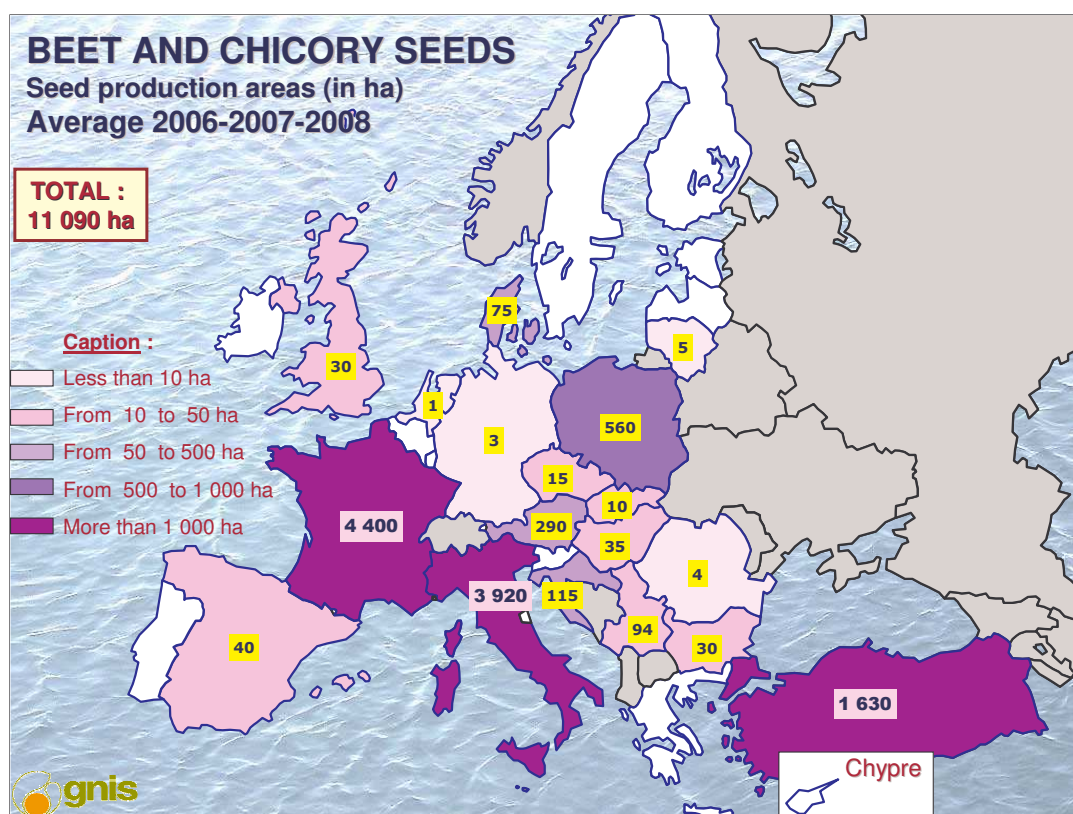 BEET AND CHICORY SEEDS
Seed production areas (in ha)
Average 2006-2007-2008
TOTAL :
11 090 ha
Caption :
Less than 10 ha
From 10 to 50 ha
From 50 to 500 ha
From 500 to 1 000 ha
More than 1 000 ha
75
5
30
1
560
3
15
10
4 400
290
35
4
3 920
115
94
40
30
1 630
Chypre
gnis